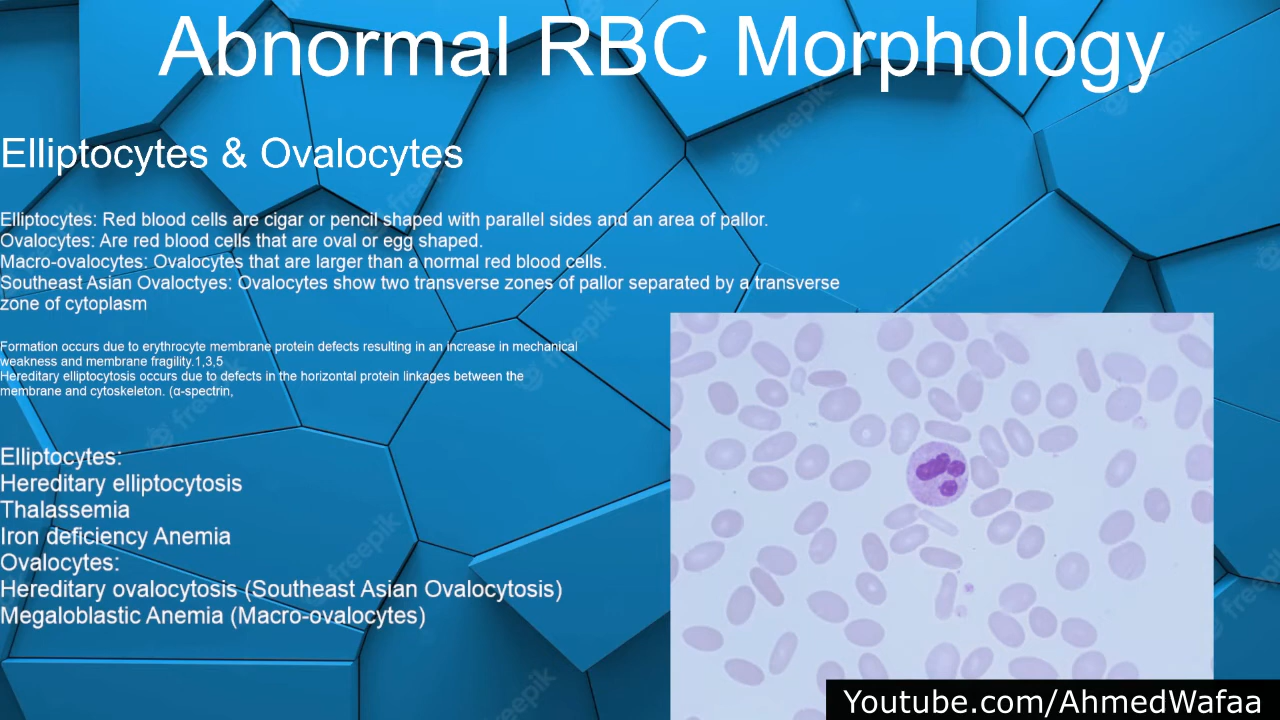 Abnormal RBC Morphology
Elliptocytes & Ovalocytes
Elliptocytes: Red blood cells are cigar or pencil shaped with parallel sides and an area of pallor.
Ovalocytes: Are red blood cells that are oval or egg shaped.
Macro-ovalocytes: Ovalocytes that are larger than a normal red blood cells.
Southeast Asian Ovaloctyes: Ovalocytes show two transverse zones of pallor separated by a transverse
zone of cytoplasm
Formation occurs due to erythrocyte membrane protein defects resulting in an increase in mechanical
weakness and membrane fragility.1,3,5
Hereditary elliptocytosis occurs due to defects in the horizontal protein linkages between the
membrane and cytoskeleton. (α-spectrin,
Elliptocytes:
Hereditary elliptocytosis
Thalassemia
Iron deficiency Anemia
Ovalocytes:
Hereditary ovalocytosis (Southeast Asian Ovalocytosis)
Megaloblastic Anemia (Macro-ovalocytes)
Youtube.com/AhmedWafaa
freepik
freepik
freepik
freepik
freepik